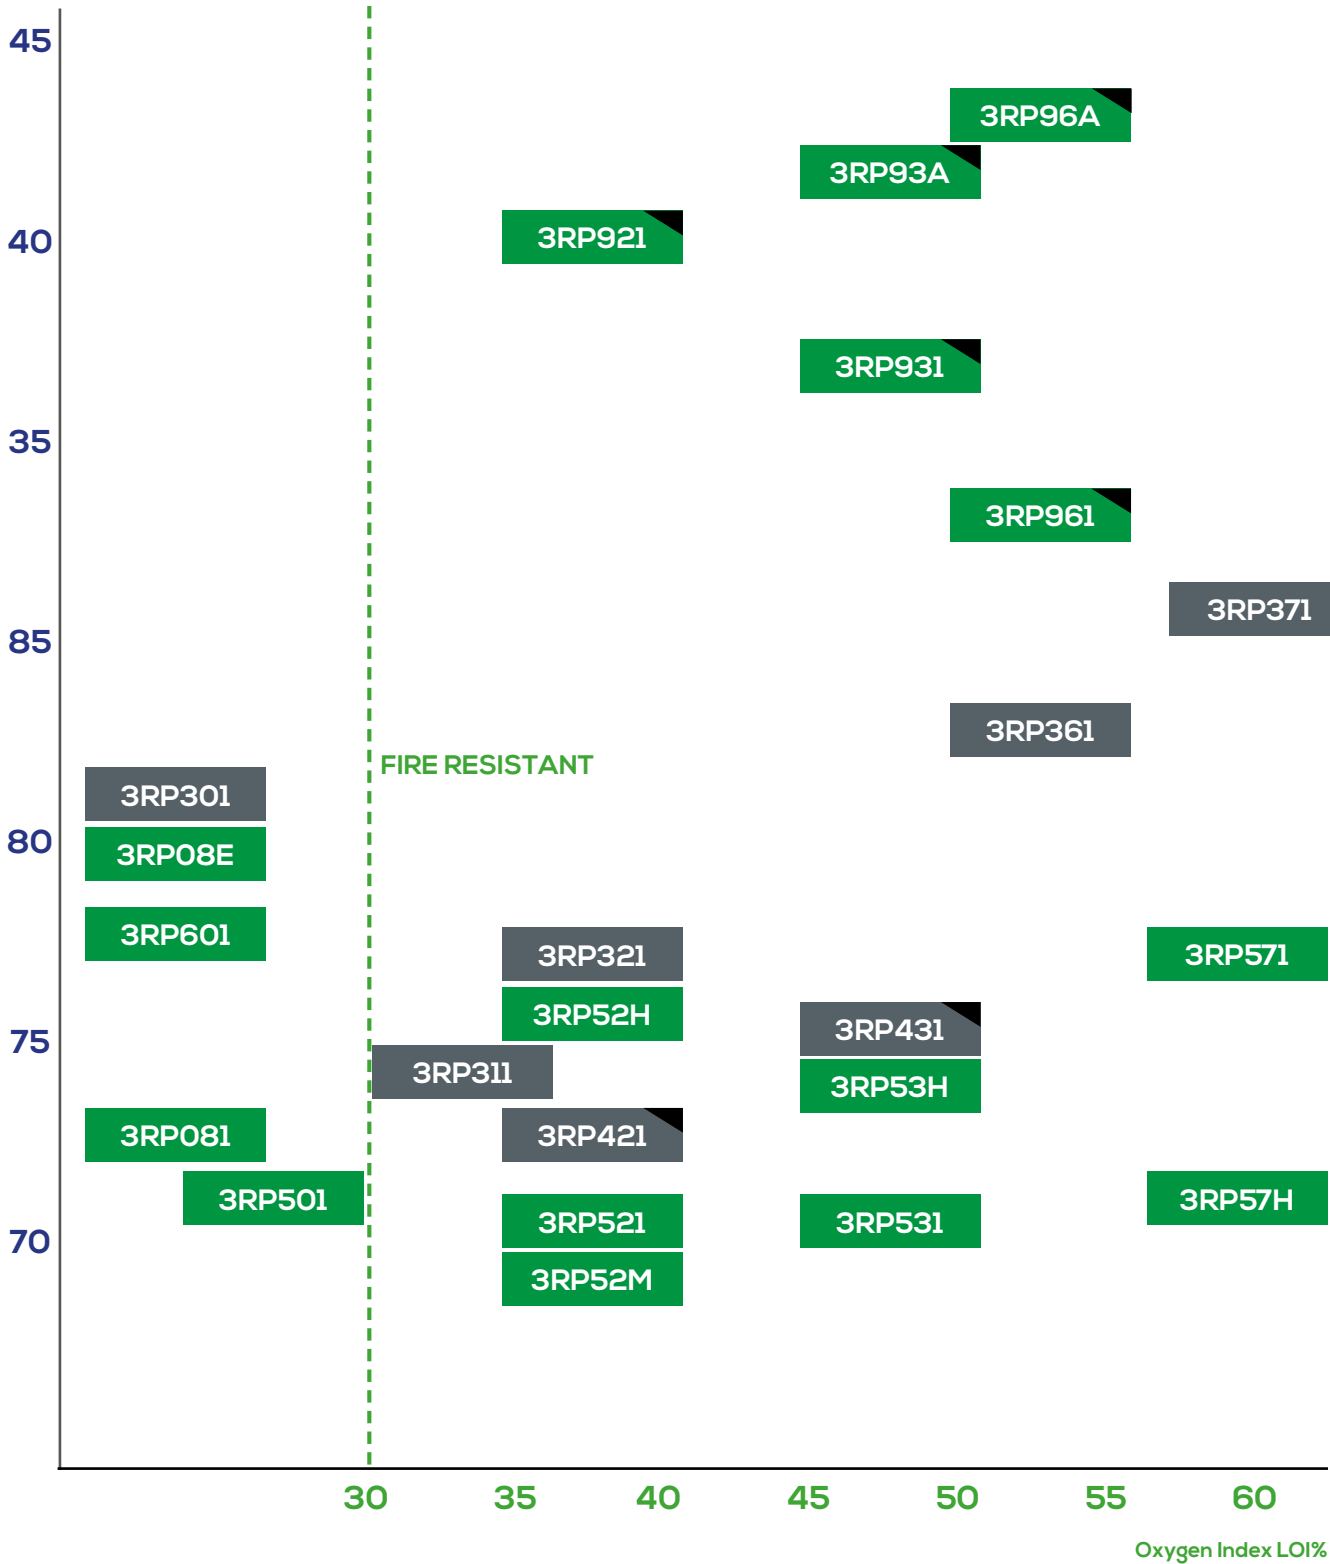 45
3RP96A
3RP93A
40
3RP921
3RP931
35
3RP961
3RP371
85
3RP361
FIRE RESISTANT
3RP301
80
3RP08E
3RP601
3RP321
3RP571
3RP52H
75
3RP431
3RP311
3RP53H
3RP081
3RP421
3RP501
3RP57H
3RP521
3RP531
70
3RP52M
30 35 40 45 50 55 60
Oxygen Index LOI%